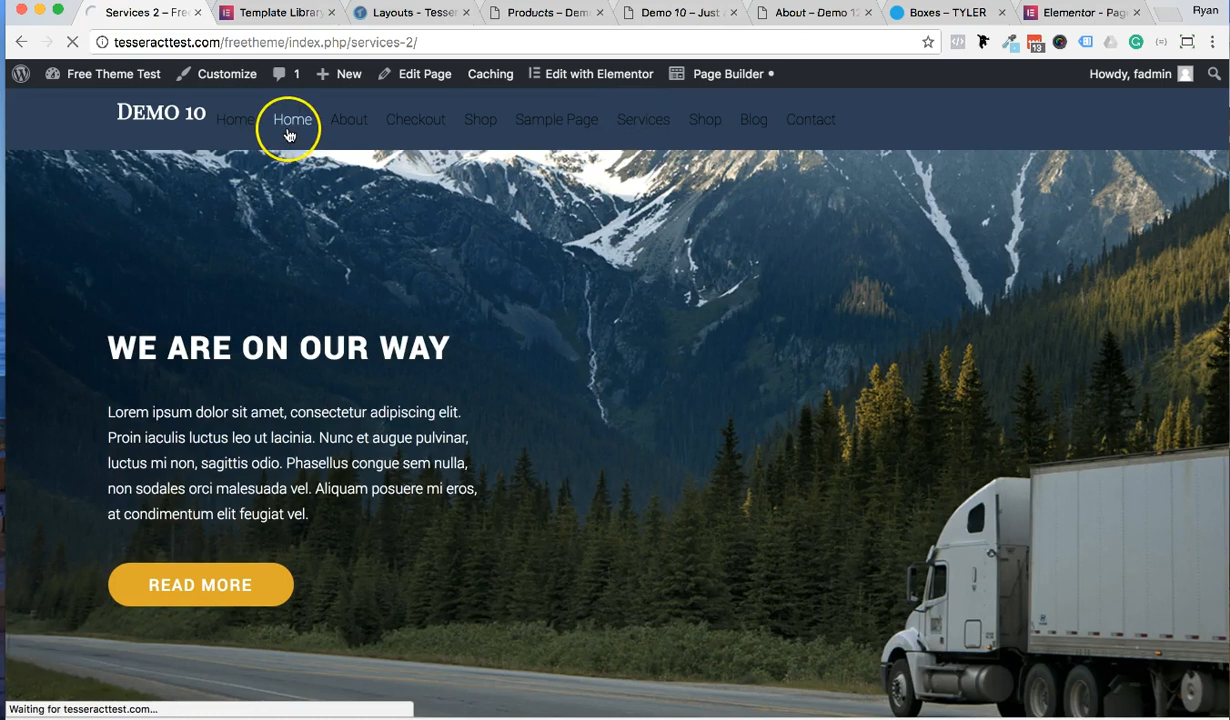 Services 2 – Fre
Template Library
Layouts - Tesser
Products – Dem
Demo 10 – Just
About – Demo 12
Boxes – TYLER
Elementor - Pag
Ryan
tesseracttest.com/freetheme/index.php/services-2/
13
Free Theme Test
Customize
1
New
Edit Page
Caching
Edit with Elementor
Page Builder
Howdy, fadmin
Demo 10
Home
Home
About
Checkout
Shop
Sample Page
Services
Shop
Blog
Contact
WE ARE ON OUR WAY
Lorem ipsum dolor sit amet, consectetur adipiscing elit.
Proin iaculis luctus leo ut lacinia. Nunc et augue pulvinar,
luctus mi non, sagittis odio. Phasellus congue sem nulla,
non sodales orci malesuada vel. Aliquam posuere mi eros,
at condimentum elit feugiat vel.
READ MORE
Waiting for tesseracttest.com...